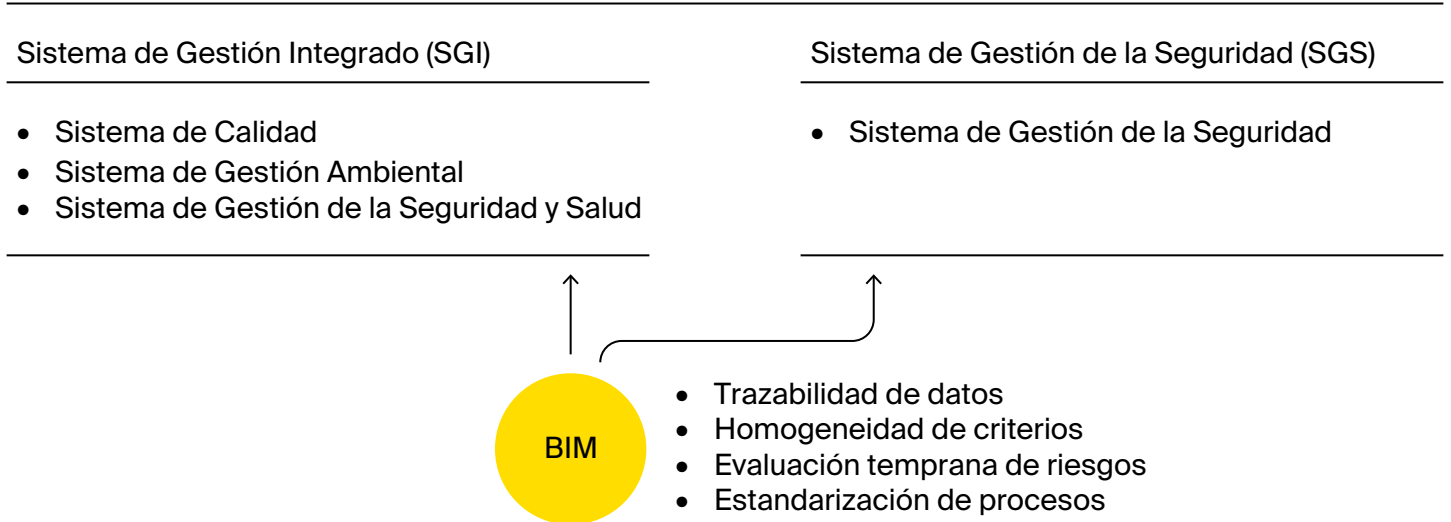 Sistema de Gestión Integrado (SGI)
• Sistema de Calidad
• Sistema de Gestión Ambiental
• Sistema de Gestión de la Seguridad y Salud
Sistema de Gestión de la Seguridad (SGS)
• Sistema de Gestión de la Seguridad
BIM
• Trazabilidad de datos
• Homogeneidad de criterios
• Evaluación temprana de riesgos
• Estandarización de procesos